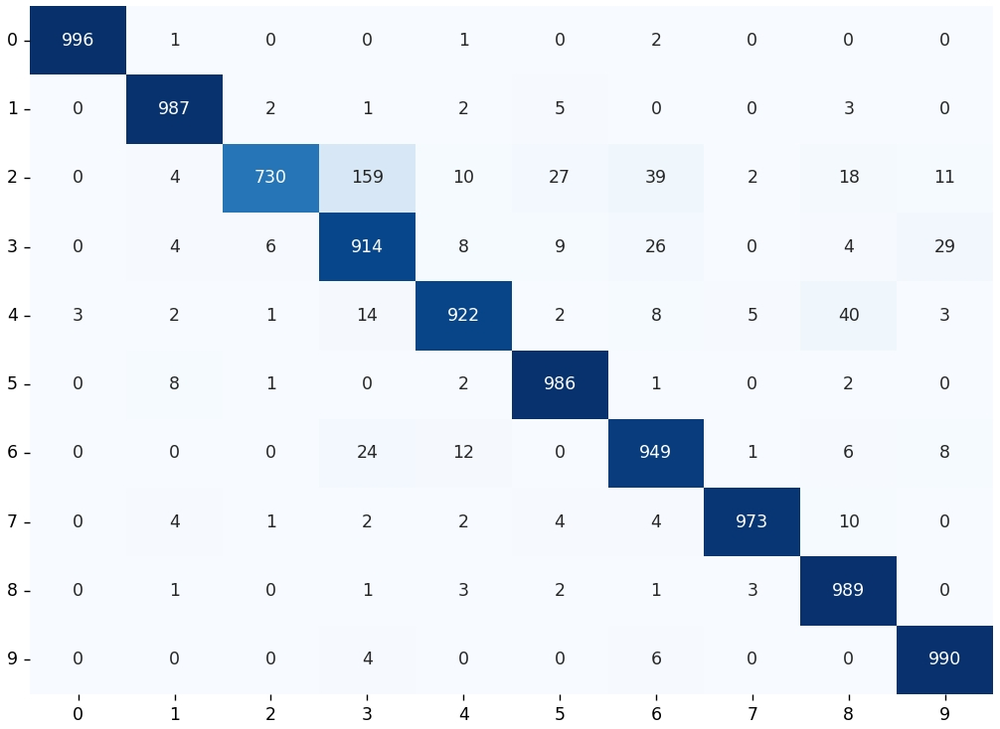 0 996 1 0 0 1 0 2 0 0 0
1 0 987 2 1 2 5 0 0 3 0
2 0 4 730 159 10 27 39 2 18 11
3 0 4 6 914 8 9 26 0 4 29
4 3 2 1 14 922 2 8 5 40 3
5 0 8 1 0 2 986 1 0 2 0
6 0 0 0 24 12 0 949 1 6 8
7 0 4 1 2 2 4 4 973 10 0
8 0 1 0 1 3 2 1 3 989 0
9 0 0 0 4 0 0 6 0 0 990
0 1 2 3 4 5 6 7 8 9